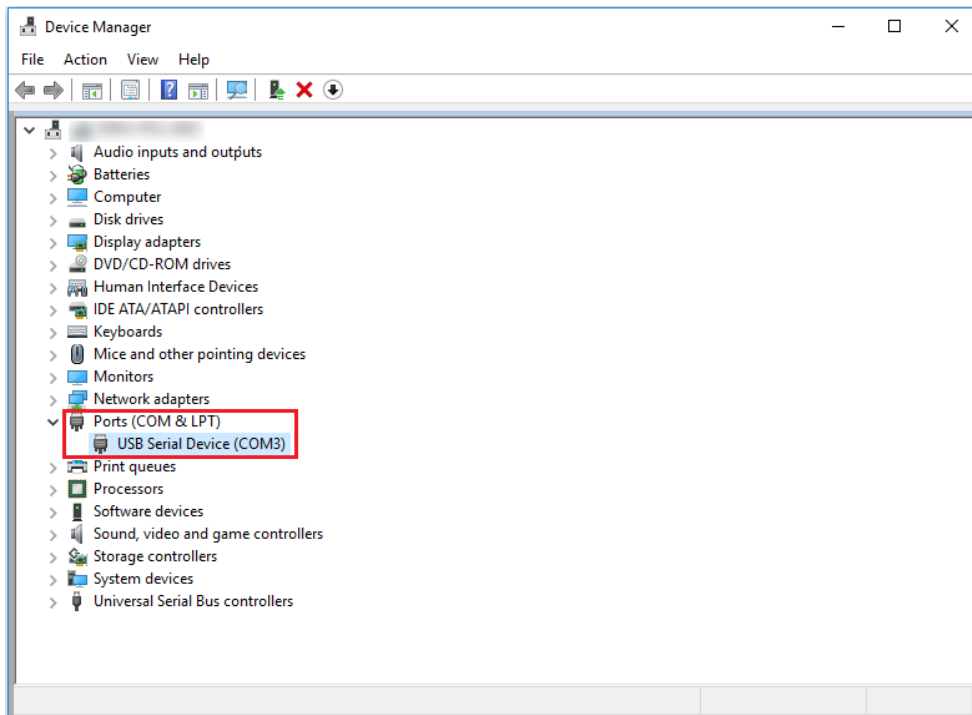 Device Manager
File Action View Help
Audio inputs and outputs
Batteries
Computer
Disk drives
Display adapters
DVD/CD-ROM drives
Human Interface Devices
IDE ATA/ATAPI controllers
Keyboards
Mice and other pointing devices
Monitors
Network adapters
Ports (COM & LPT)
USB Serial Device (COM3)
Print queues
Processors
Software devices
Sound, video and game controllers
Storage controllers
System devices
Universal Serial Bus controllers